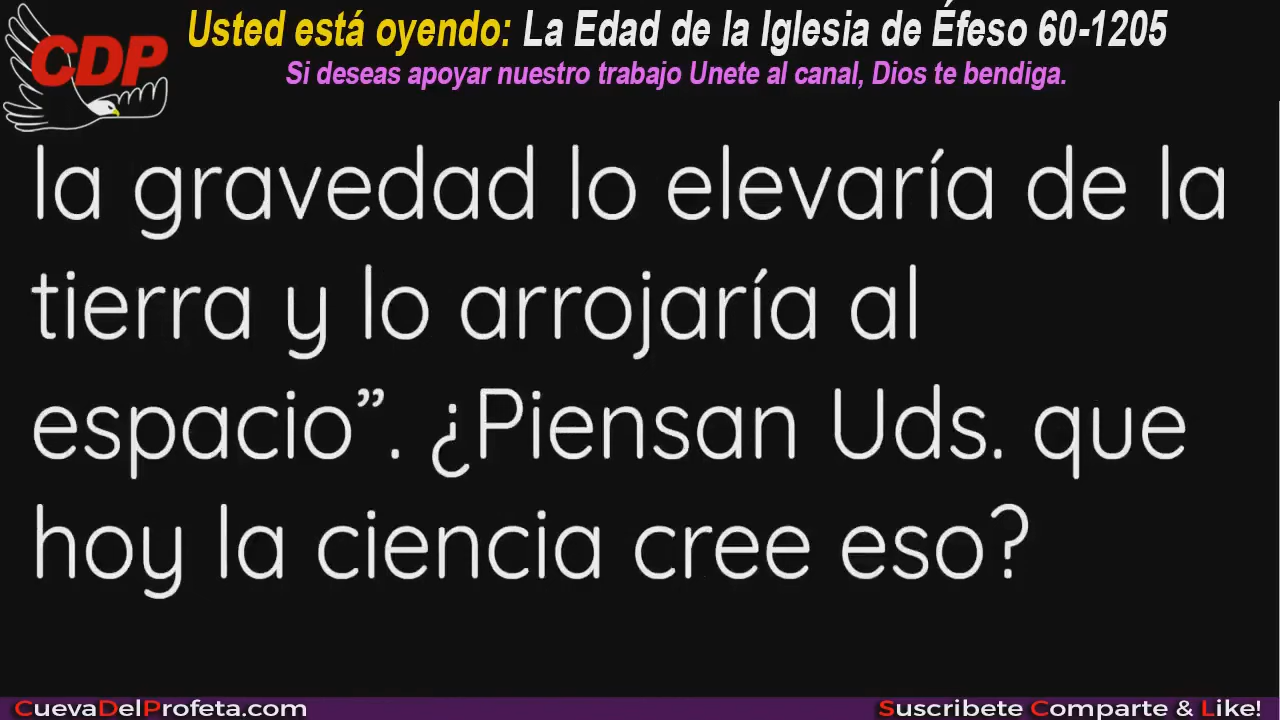 CDP
Usted está oyendo: La Edad de la Iglesia de Éfeso 60-1205
Si deseas apoyar nuestro trabajo Unete al canal, Dios te bendiga.
la gravedad lo elevaría de la
tierra y lo arrojaría al
espacio”. ¿Piensan Uds. que
hoy la ciencia cree eso?
CuevaDelProfeta.com
Suscribete Comparte & Like!